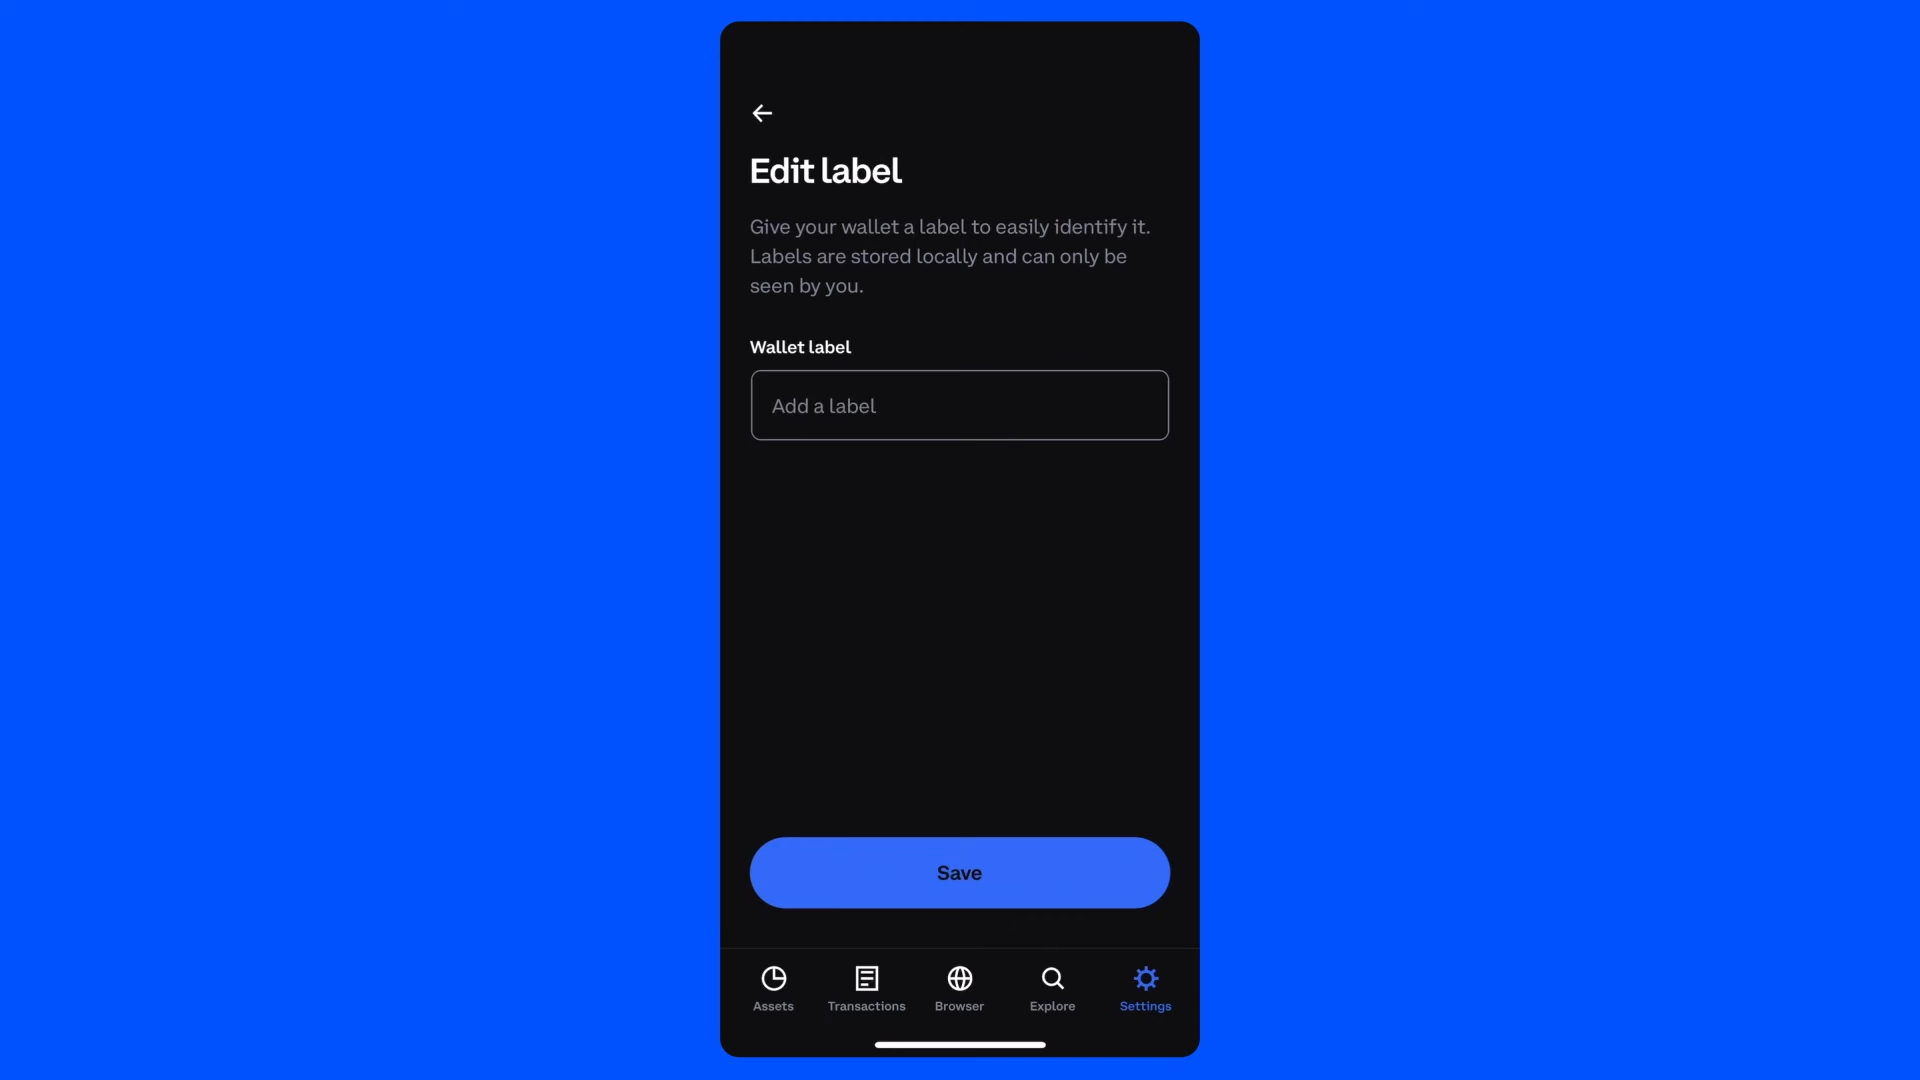 Edit label
Give your wallet a label to easily identify it.
Labels are stored locally and can only be
seen by you.
Wallet label
Add a label
Save
Assets
Transactions
Browser
Explore
Settings